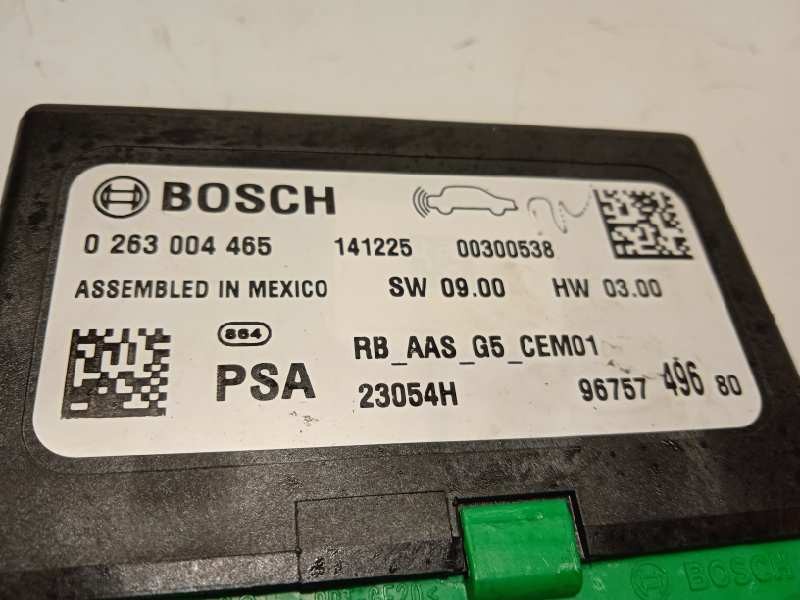 BOSCH
0 263 004 465 141225 00300538
ASSEMBLED IN MEXICO SW 09.00 HW 03.00
864 RB_AAS_G5_CEM01
PSA 23054H 96757 496 80
BOSCH